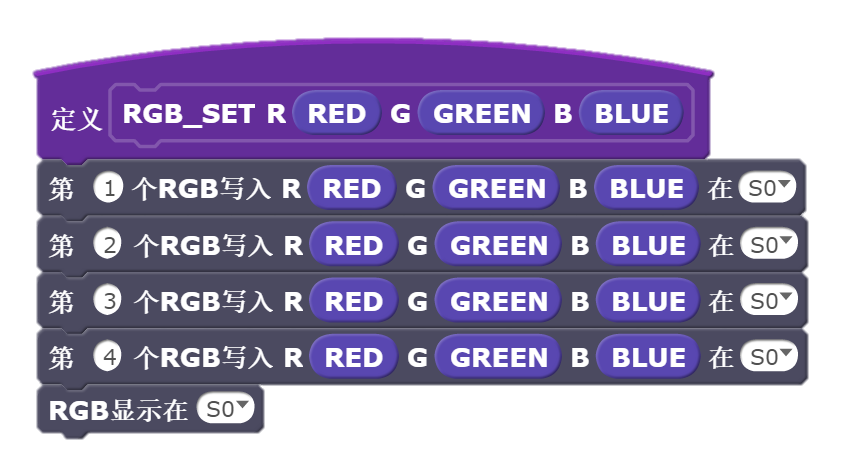 定义 RGB_SET R RED G GREEN B BLUE
第 1 个RGB写入 R RED G GREEN B BLUE 在 S0
第 2 个RGB写入 R RED G GREEN B BLUE 在 S0
第 3 个RGB写入 R RED G GREEN B BLUE 在 S0
第 4 个RGB写入 R RED G GREEN B BLUE 在 S0
RGB显示在 S0